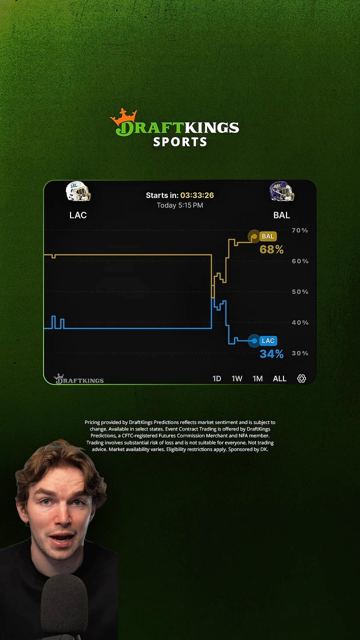 DRAFTKINGS
SPORTS
Starts in: 03:33:26
Today 5:15 PM
LAC
BAL
70%
BAL
68%
60%
50%
40%
LAC
34%
30%
DRAFTKINGS
1D 1W 1M ALL
Pricing provided by DraftKings Predictions reflects market sentiment and is subject to
change. Available in select states. Event Contract Trading is offered by DraftKings
Predictions, a CFTC-registered Futures Commission Merchant and NFA member.
Trading involves substantial risk of loss and is not suitable for everyone. Not trading
advice. Market availability varies. Eligibility restrictions apply. Sponsored by DK.